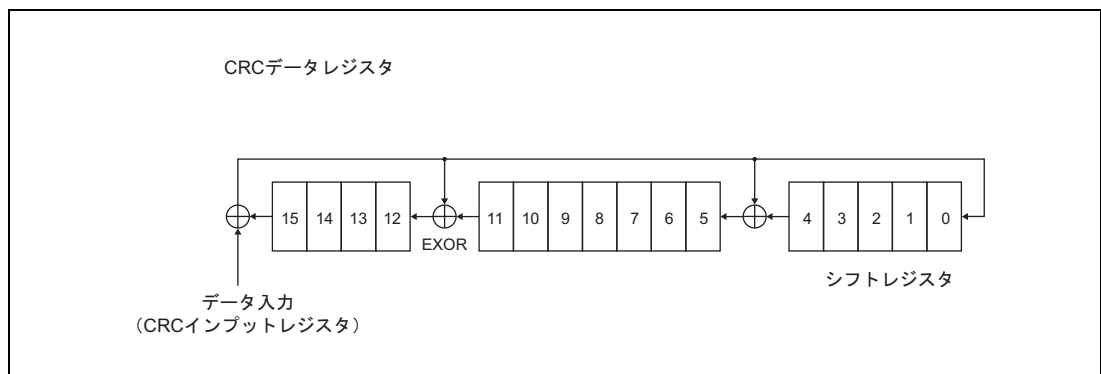 CRCデータレジスタ
15 14 13 12 11 10 9 8 7 6 5 4 3 2 1 0
EXOR
シフトレジスタ
データ入力
（CRCインプットレジスタ）